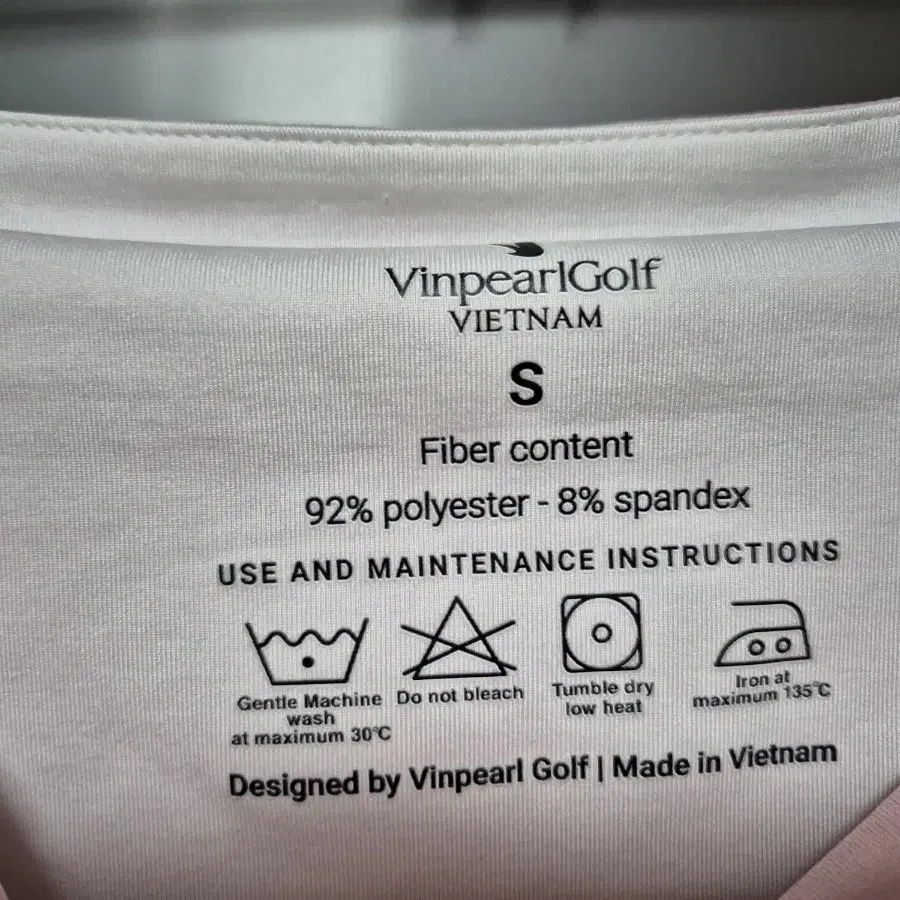 VinpearlGolf
VIETNAM
S
Fiber content
92% polyester - 8% spandex
USE AND MAINTENANCE INSTRUCTIONS
Gentle Machine
wash
at maximum 30℃
Do not bleach
Tumble dry
low heat
Iron at
maximum 135℃
Designed by Vinpearl Golf | Made in Vietnam